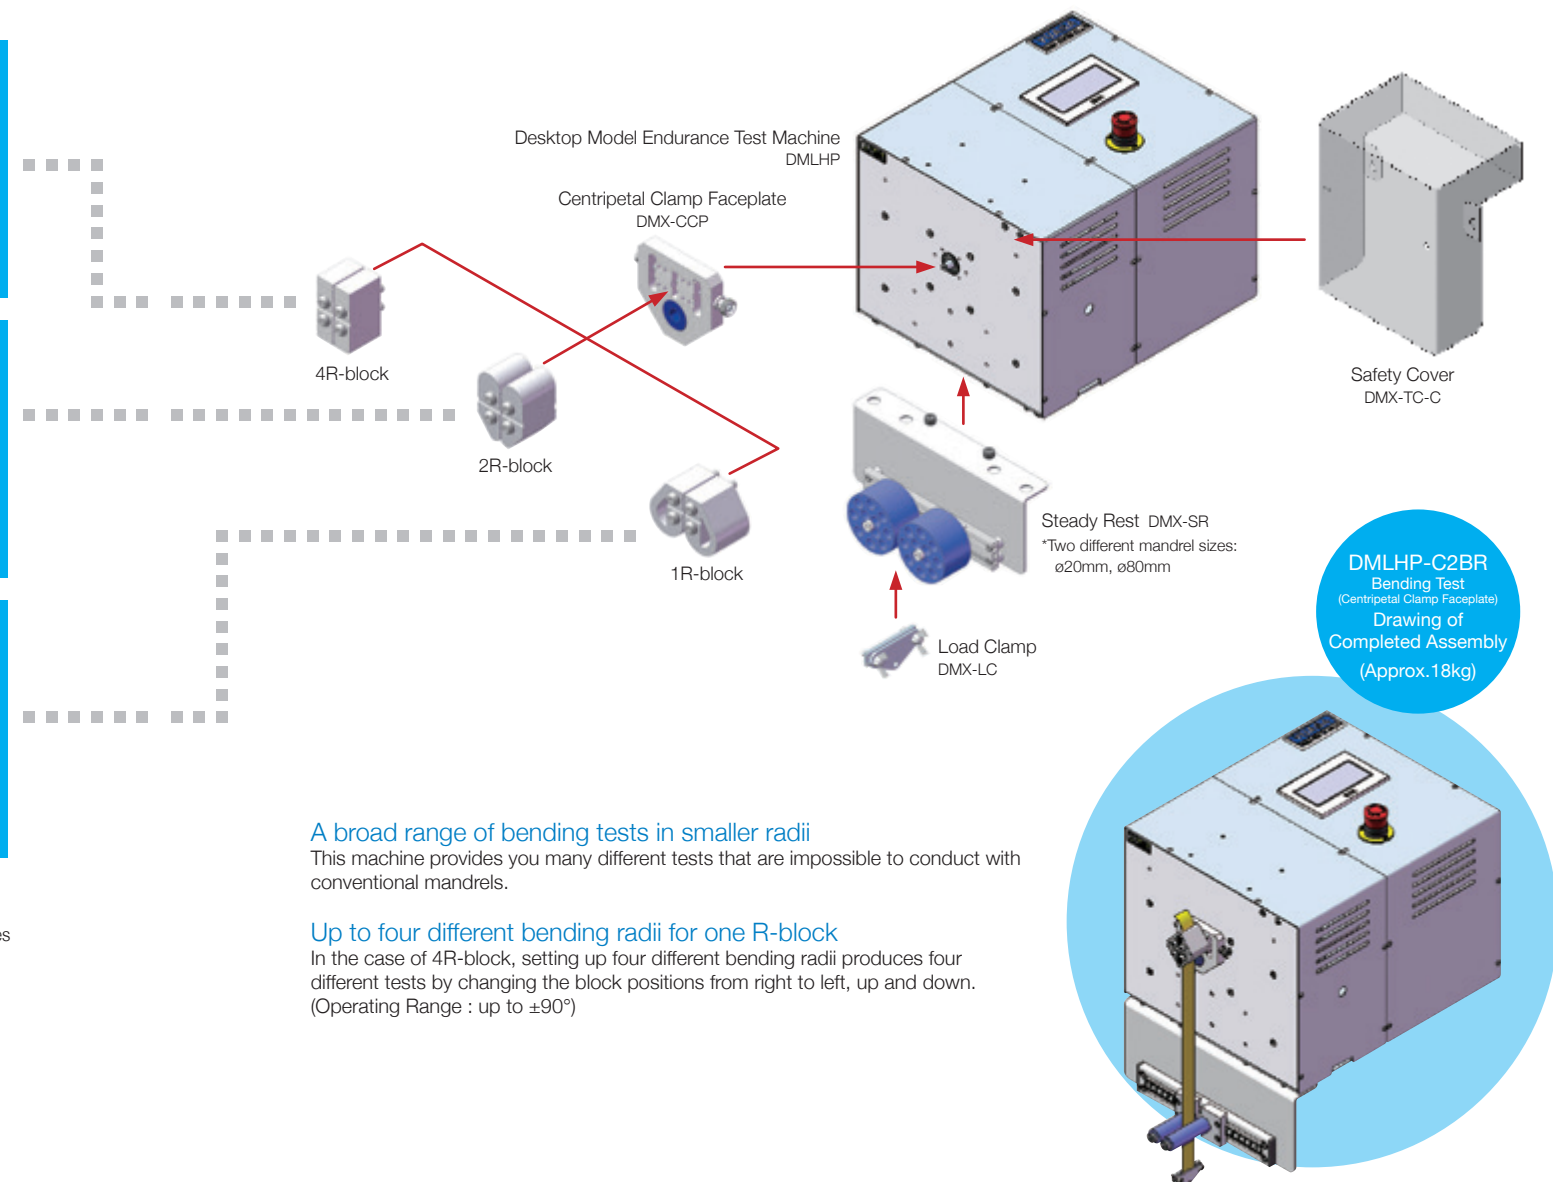 Desktop Model Endurance Test Machine
DMLHP
Centripetal Clamp Faceplate
DMX-CCP
4R-block
2R-block
1R-block
Safety Cover
DMX-TC-C
Steady Rest DMX-SR
*Two different mandrel sizes:
ø20mm, ø80mm
Load Clamp
DMX-LC
DMLHP-C2BR
Bending Test
(Centripetal Clamp Faceplate)
Drawing of
Completed Assembly
(Approx.18kg)
A broad range of bending tests in smaller radii
This machine provides you many different tests that are impossible to conduct with
conventional mandrels.
es
Up to four different bending radii for one R-block
In the case of 4R-block, setting up four different bending radii produces four
different tests by changing the block positions from right to left, up and down.
(Operating Range : up to ±90°)